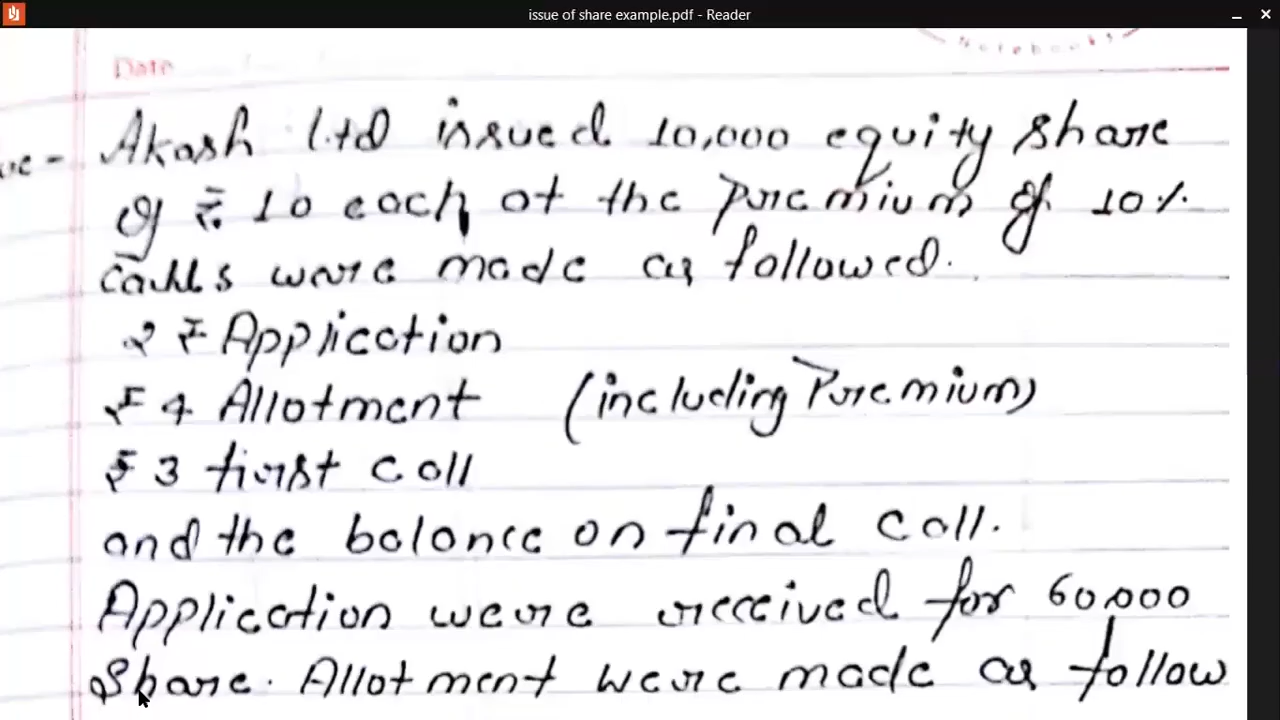 issue of share example.pdf - Reader
Notebooks
Date
Akash Ltd issued 10,000 equity share
of ₹ 10 each at the premium of 10%
calls were made as followed.
2 ₹ Application
₹ 4 Allotment (including Premium)
₹ 3 first call
and the balance on final call.
Application were received for 60,000
Share. Allotment were made as follow